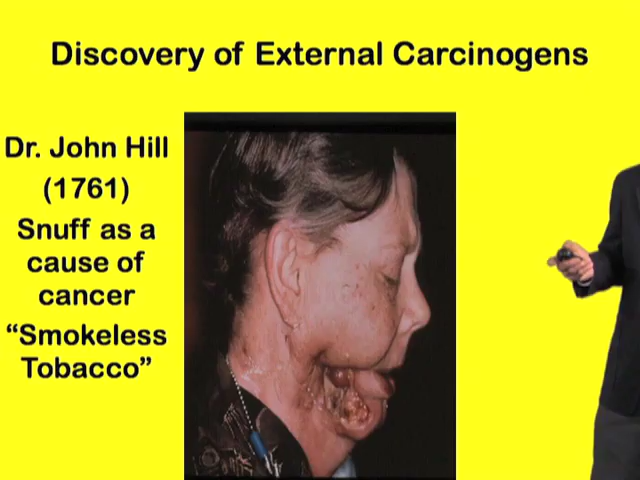 Discovery of External Carcinogens
Dr. John Hill
(1761)
Snuff as a
cause of
cancer
“Smokeless
Tobacco”